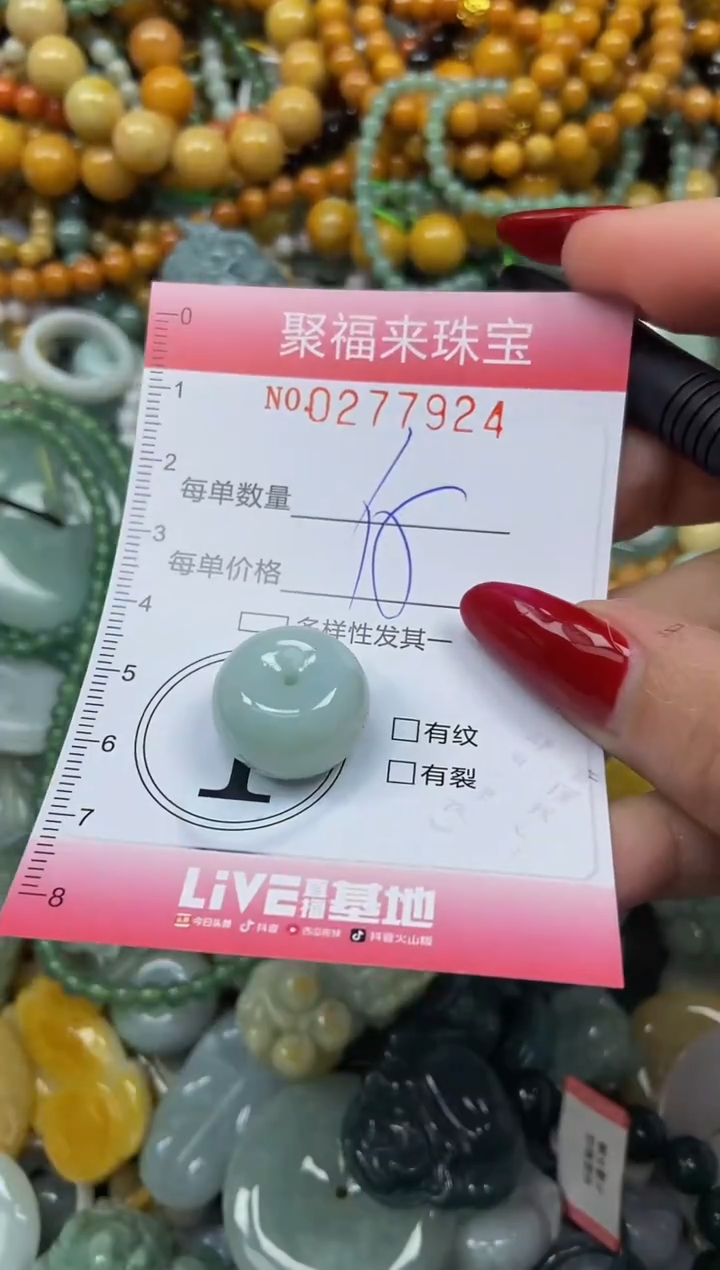 聚福来珠宝
NO.0277924
每单数量
每单价格
多样性发其一
有纹
有裂
LiVE直播基地
今日头条 抖音 西瓜视频 抖音火山版
0
1
2
3
4
5
6
7
8